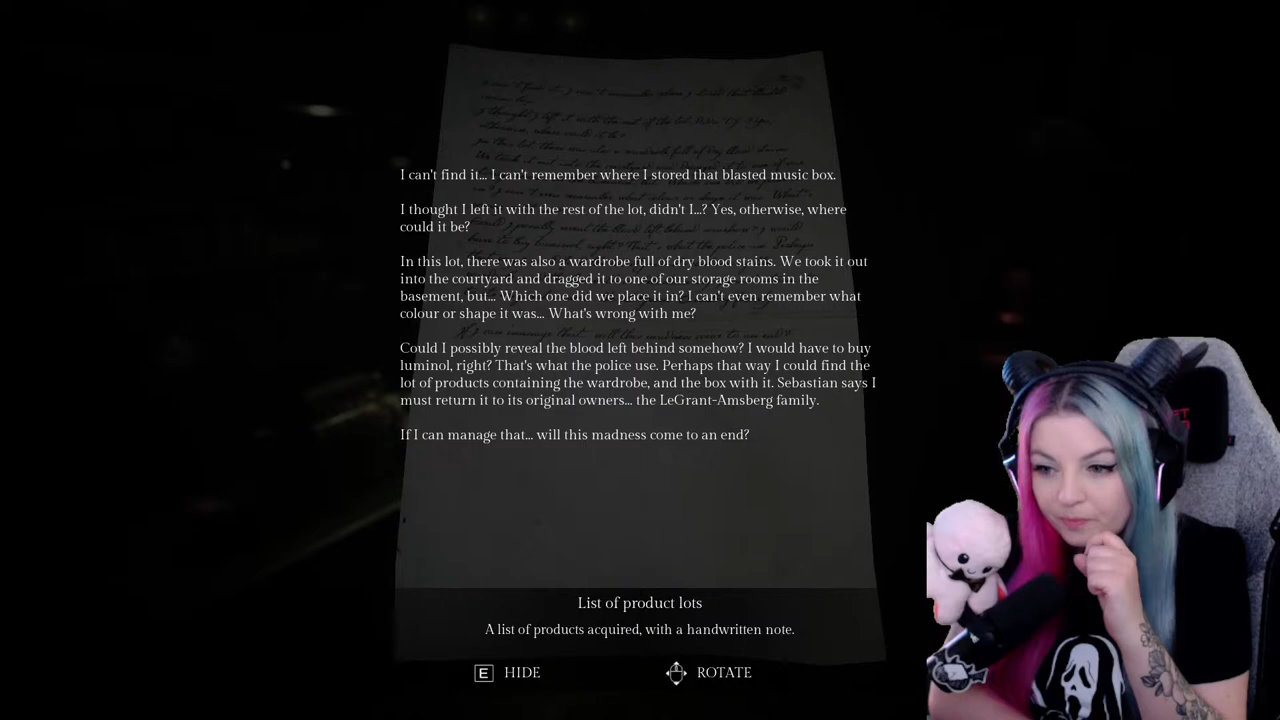 I can't find it... I can't remember where I stored that blasted music box.
I thought I left it with the rest of the lot, didn't I...? Yes, otherwise, where
could it be?
In this lot, there was also a wardrobe full of dry blood stains. We took it out
into the courtyard and dragged it to one of our storage rooms in the
basement, but... Which one did we place it in? I can't even remember what
colour or shape it was... What's wrong with me?
Could I possibly reveal the blood left behind somehow? I would have to buy
luminol, right? That's what the police use. Perhaps that way I could find the
lot of products containing the wardrobe, and the box with it. Sebastian says I
must return it to its original owners... the LeGrant-Amsberg family.
If I can manage that... will this madness come to an end?
List of product lots
A list of products acquired, with a handwritten note.
E HIDE
ROTATE